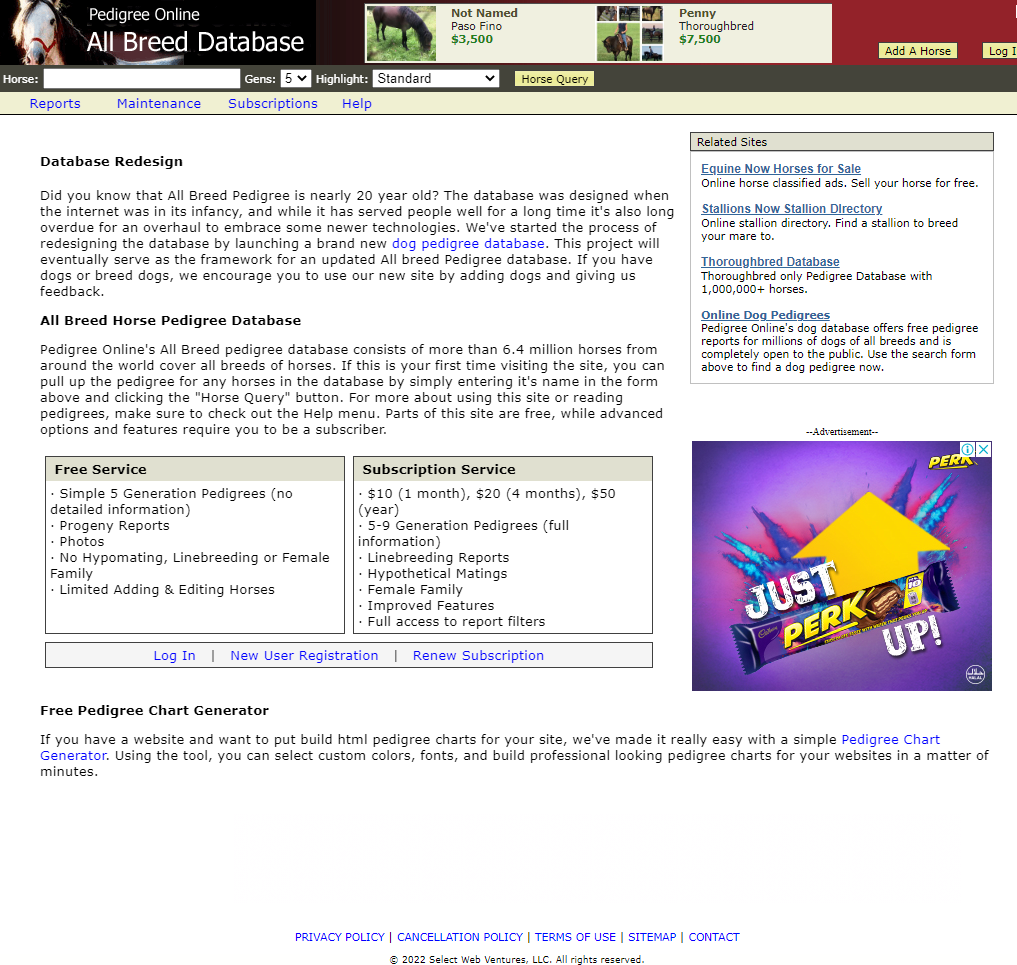 Pedigree Online
All Breed Database
Not Named
Paso Fino
$3,500
Penny
Thoroughbred
$7,500
Add A Horse
Log I
Horse:
Gens: 5 Highlight: Standard
Horse Query
Reports Maintenance Subscriptions Help
Database Redesign
Did you know that All Breed Pedigree is nearly 20 year old? The database was designed when
the internet was in its infancy, and while it has served people well for a long time it's also long
overdue for an overhaul to embrace some newer technologies. We've started the process of
redesigning the database by launching a brand new dog pedigree database. This project will
eventually serve as the framework for an updated All breed Pedigree database. If you have
dogs or breed dogs, we encourage you to use our new site by adding dogs and giving us
feedback.
All Breed Horse Pedigree Database
Pedigree Online's All Breed pedigree database consists of more than 6.4 million horses from
around the world cover all breeds of horses. If this is your first time visiting the site, you can
pull up the pedigree for any horses in the database by simply entering it's name in the form
above and clicking the "Horse Query" button. For more about using this site or reading
pedigrees, make sure to check out the Help menu. Parts of this site are free, while advanced
options and features require you to be a subscriber.
Free Service
· Simple 5 Generation Pedigrees (no
detailed information)
· Progeny Reports
· Photos
· No Hypomating, Linebreeding or Female
Family
· Limited Adding & Editing Horses
Subscription Service
· $10 (1 month), $20 (4 months), $50
(year)
· 5-9 Generation Pedigrees (full
information)
· Linebreeding Reports
· Hypothetical Matings
· Female Family
· Improved Features
· Full access to report filters
Log In | New User Registration | Renew Subscription
Related Sites
Equine Now Horses for Sale
Online horse classified ads. Sell your horse for free.
Stallions Now Stallion DIrectory
Online stallion directory. Find a stallion to breed
your mare to.
Thoroughbred Database
Thoroughbred only Pedigree Database with
1,000,000+ horses.
Online Dog Pedigrees
Pedigree Online's dog database offers free pedigree
reports for millions of dogs of all breeds and is
completely open to the public. Use the search form
above to find a dog pedigree now.
--Advertisement--
PERK
JUST
Cadbury
PERK
UP!
HALAL
Free Pedigree Chart Generator
If you have a website and want to put build html pedigree charts for your site, we've made it really easy with a simple Pedigree Chart
Generator. Using the tool, you can select custom colors, fonts, and build professional looking pedigree charts for your websites in a matter of
minutes.
PRIVACY POLICY | CANCELLATION POLICY | TERMS OF USE | SITEMAP | CONTACT
© 2022 Select Web Ventures, LLC. All rights reserved.